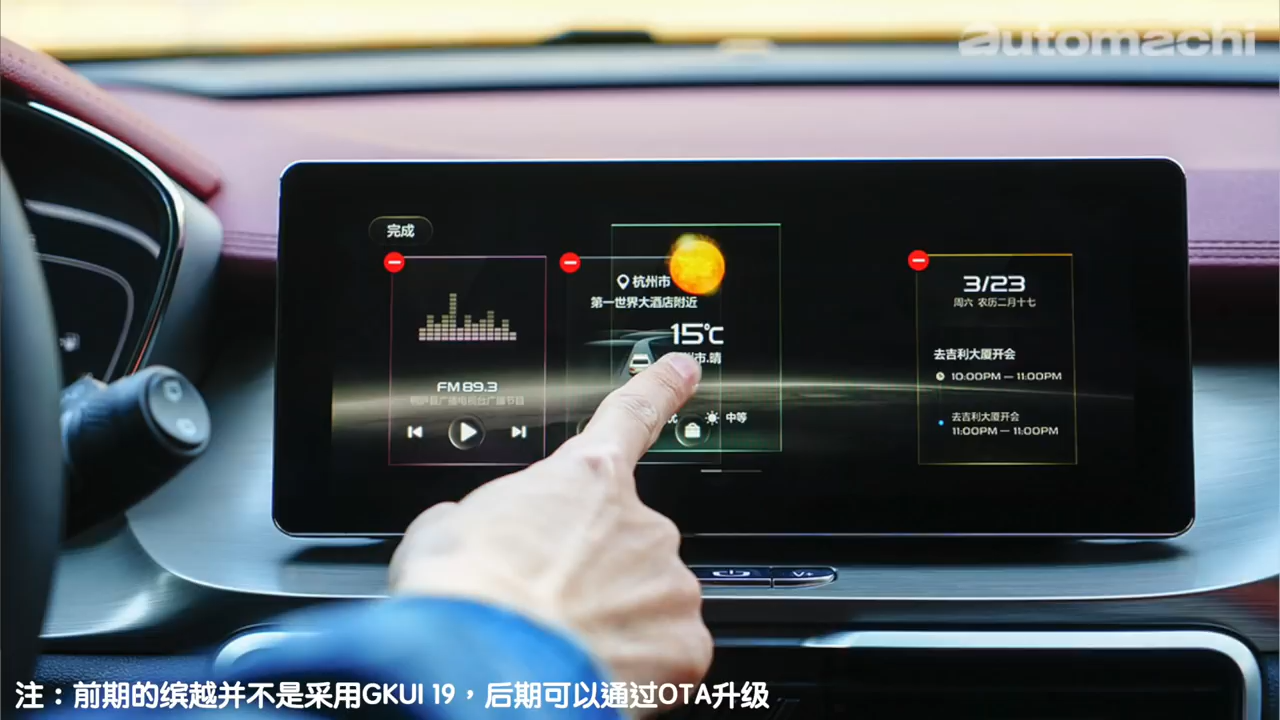 automachi
完成
杭州市
第一世界大酒店附近
15℃
市.晴
中等
FM 89.3
3/23
周六 农历二月十七
去吉利大厦开会
10:00PM — 11:00PM
去吉利大厦开会
11:00PM — 11:00PM
V+
注：前期的缤越并不是采用GKUI 19，后期可以通过OTA升级